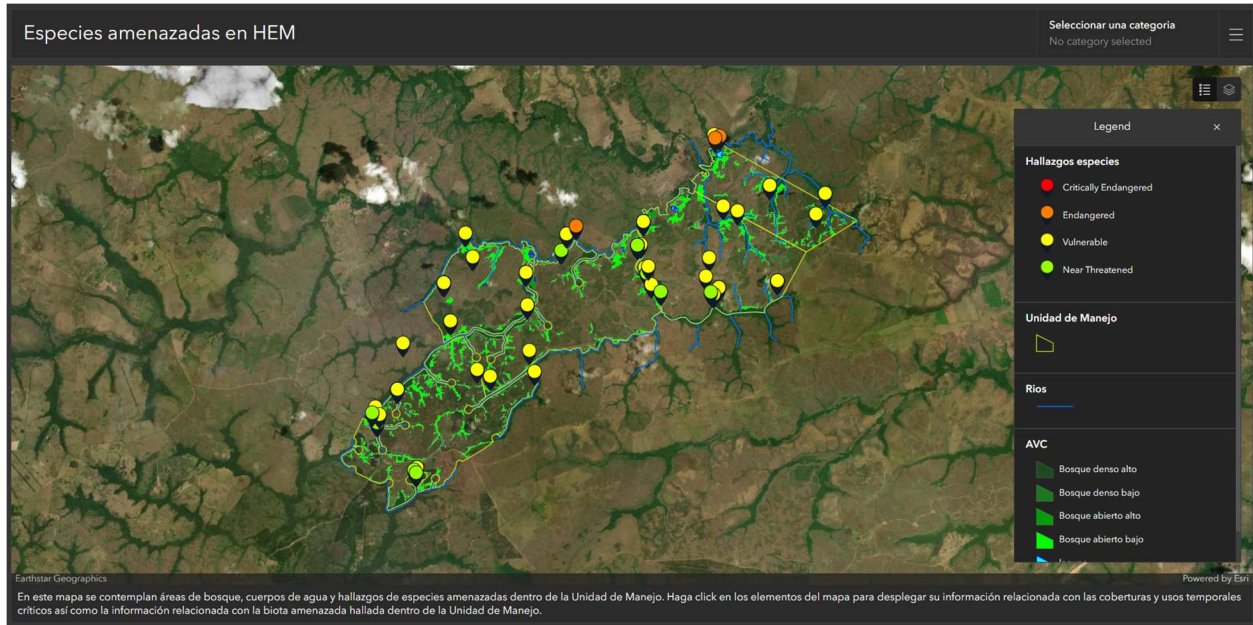 Especies amenazadas en HEM
Seleccionar una categoria
No category selected
Legend
Hallazgos especies
Critically Endangered
Endangered
Vulnerable
Near Threatened
Unidad de Manejo
Rios
AVC
Bosque denso alto
Bosque denso bajo
Bosque abierto alto
Bosque abierto bajo
Earthstar Geographics
Powered by Esri
En este mapa se contemplan áreas de bosque, cuerpos de agua y hallazgos de especies amenazadas dentro de la Unidad de Manejo. Haga click en los elementos del mapa para desplegar su información relacionada con las coberturas y usos temporales
críticos así como la información relacionada con la biota amenazada hallada dentro de la Unidad de Manejo.